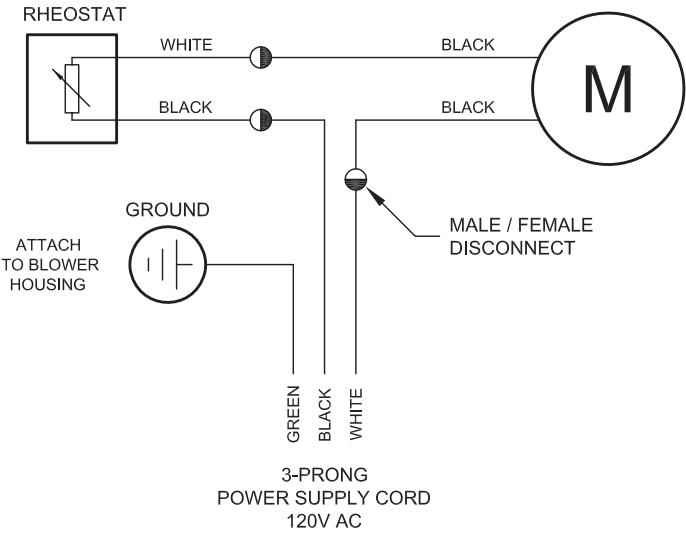 RHEOSTAT
WHITE
BLACK
M
BLACK
BLACK
GROUND
ATTACH
TO BLOWER
HOUSING
MALE / FEMALE
DISCONNECT
GREEN
BLACK
WHITE
3-PRONG
POWER SUPPLY CORD
120V AC